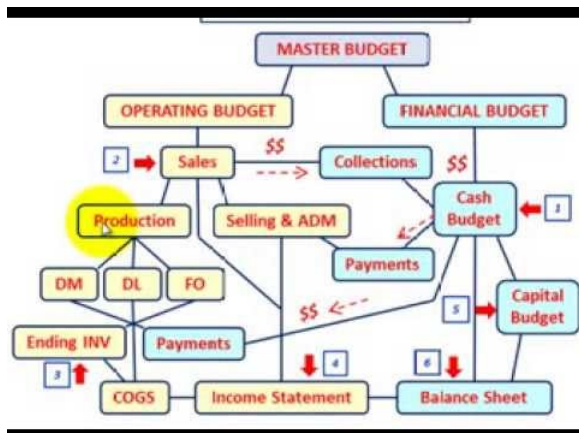 MASTER BUDGET
OPERATING BUDGET
FINANCIAL BUDGET
$$
$$
2
Sales
Collections
Cash
Budget
1
Production
Selling & ADM
Payments
DM
DL
FO
$$
5
Capital
Budget
Ending INV
Payments
3
4
6
COGS
Income Statement
Balance Sheet